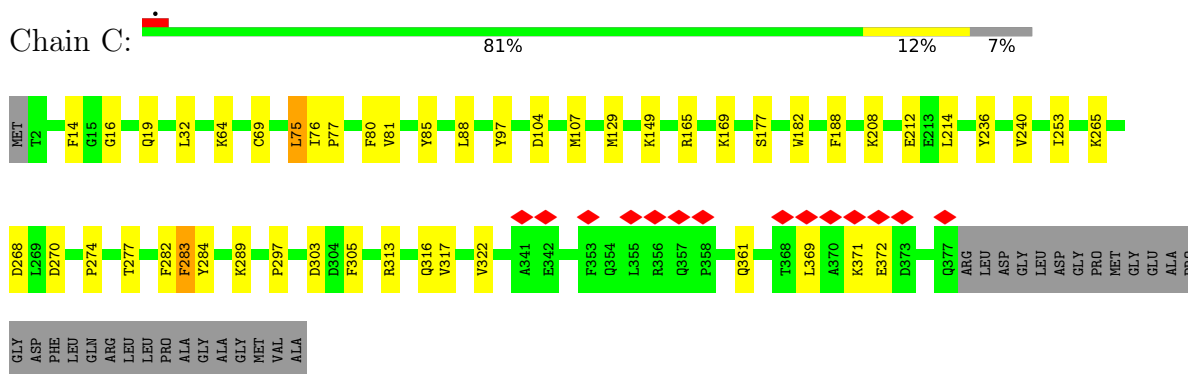 Chain C:
81% 12% 7%
MET T2 F14 G15 G16 Q19 L32 K64 C69 L75 I76 P77 F80 V81 Y85 L88 Y97 D104 M107 M129 K149 R165 K169 S177 W182 F188 K208 E212 E213 L214 Y236 V240 I253 K265
D268 L269 D270 P274 T277 F282 F283 Y284 K289 P297 D303 D304 F305 R313 Q316 V317 V322 A341 E342 F353 Q354 L355 R356 Q357 P358 Q361 T368 L369 A370 K371 E372 D373 Q377 ARG LEU ASP GLY LEU ASP GLY PRO MET GLY GLU ALA PRO
GLY ASP PHE LEU GLN ARG LEU LEU PRO ALA GLY ALA GLY MET VAL ALA